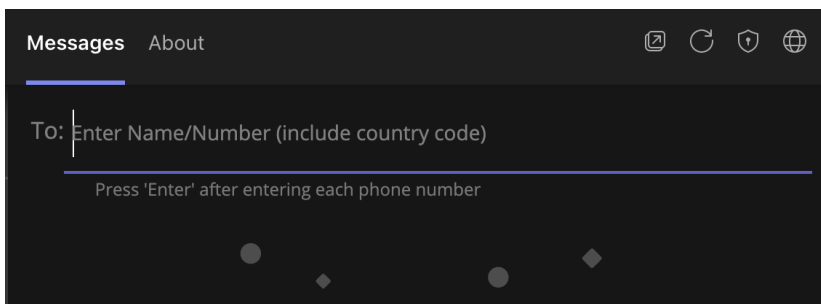 Messages About
To: Enter Name/Number (include country code)
Press 'Enter' after entering each phone number